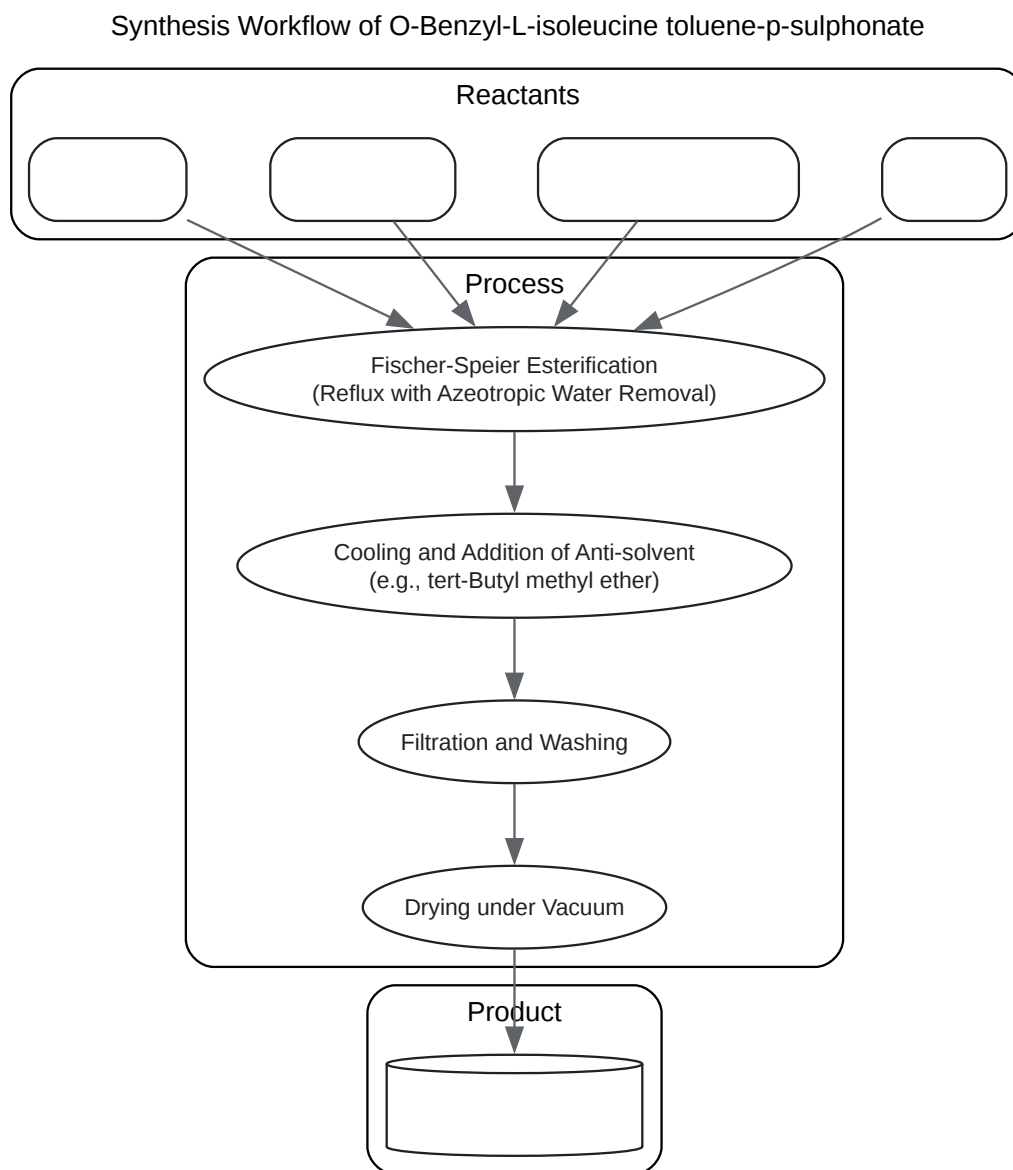 Synthesis Workflow of O-Benzyl-L-isoleucine toluene-p-sulphonate
Reactants
Process
Fischer-Speier Esterification
(Reflux with Azeotropic Water Removal)
Cooling and Addition of Anti-solvent
(e.g., tert-Butyl methyl ether)
Filtration and Washing
Drying under Vacuum
Product